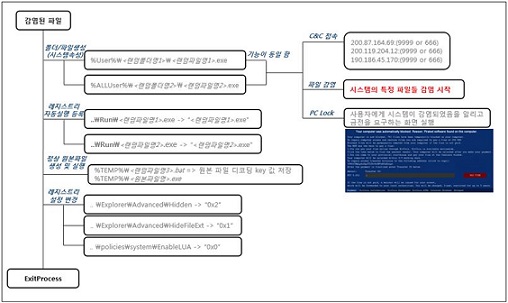 감염된 파일
폴더/파일생성
(시스템속성)
%User%₩<랜덤폴더명1>₩<랜덤파일명1>.exe
%ALLUser%₩<랜덤폴더명2>₩<랜덤파일명2>.exe
기능이 동일 함
C&C 접속
200.87.164.69:(9999 or 666)
200.119.204.12:(9999 or 666)
190.186.45.170:(9999 or 666)
파일 감염
시스템의 특정 파일들 감염 시작
PC Lock
사용자에게 시스템이 감염되었음을 알리고
금전을 요구하는 화면 실행
레지스트리
자동실행 등록
..₩Run₩<랜덤파일명1>.exe -> "<랜덤파일명1>.exe"
..₩Run₩<랜덤파일명2>.exe -> "<랜덤파일명2>.exe"
정상 원본파일
생성 및 실행
%TEMP%₩<랜덤파일명3>.bat => 원본 파일 디코딩 key 값 저장
%TEMP%₩<원본파일명>.exe
레지스트리
설정 변경
.. ₩Explorer₩Advanced₩Hidden -> "0x2"
.. ₩Explorer₩Advanced₩HideFileExt -> "0x1"
.. ₩policies₩system₩EnableLUA -> "0x0"
ExitProcess